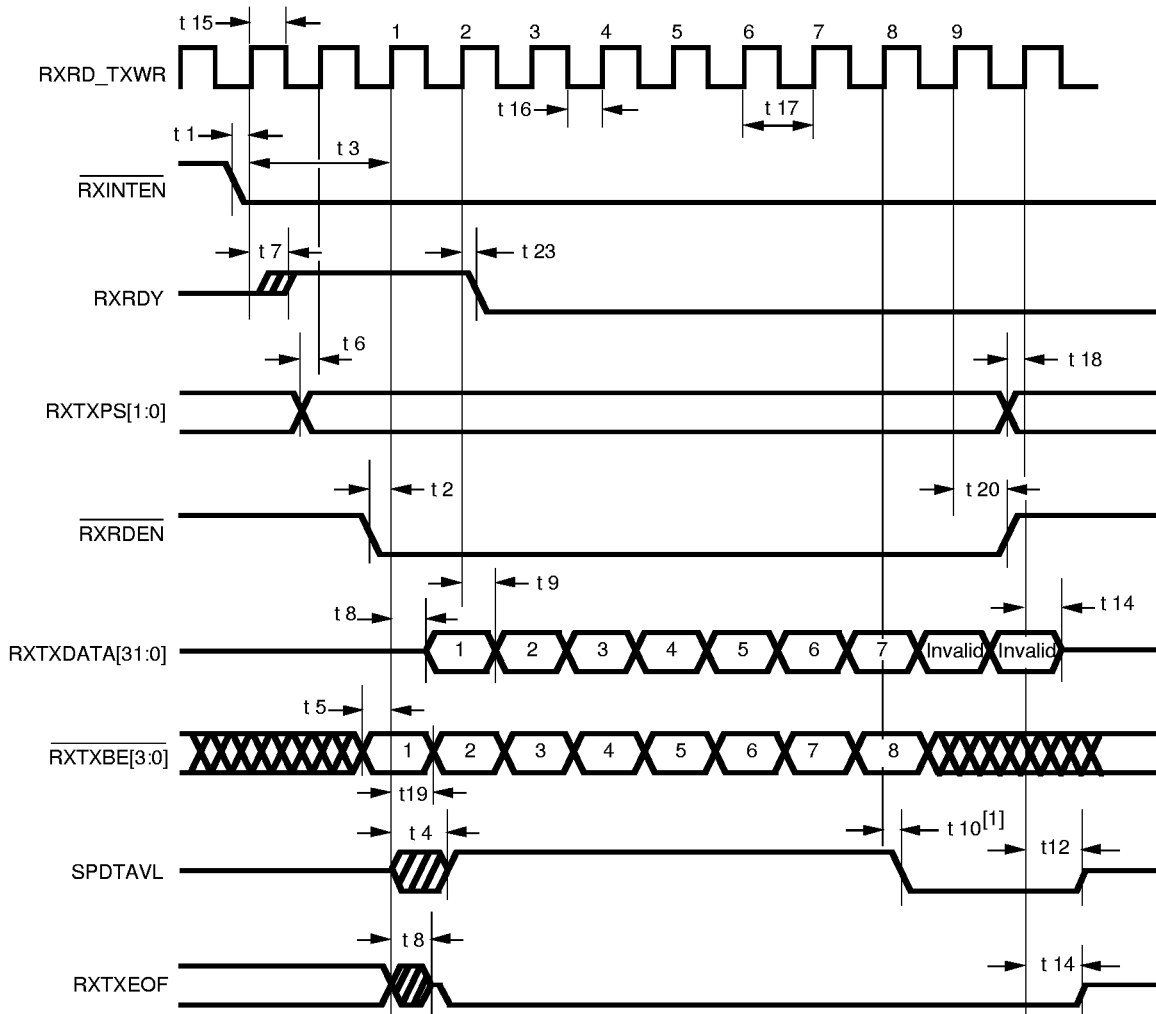 t 15
1 2 3 4 5 6 7 8 9
RXRD_TXWR
t 16
t 17
t 1
t 3
RXINTEN
t 7
t 23
RXRDY
t 6
t 18
RXTXPS[1:0]
t 2
t 20
RXRDEN
t 9
t 8
t 14
RXTXDATA[31:0]
1 2 3 4 5 6 7 Invalid Invalid
t 5
RXTXBE[3:0]
1 2 3 4 5 6 7 8
t19
t 4
t 10[1]
t12
SPDTAVL
t 8
t 14
RXTXEOF